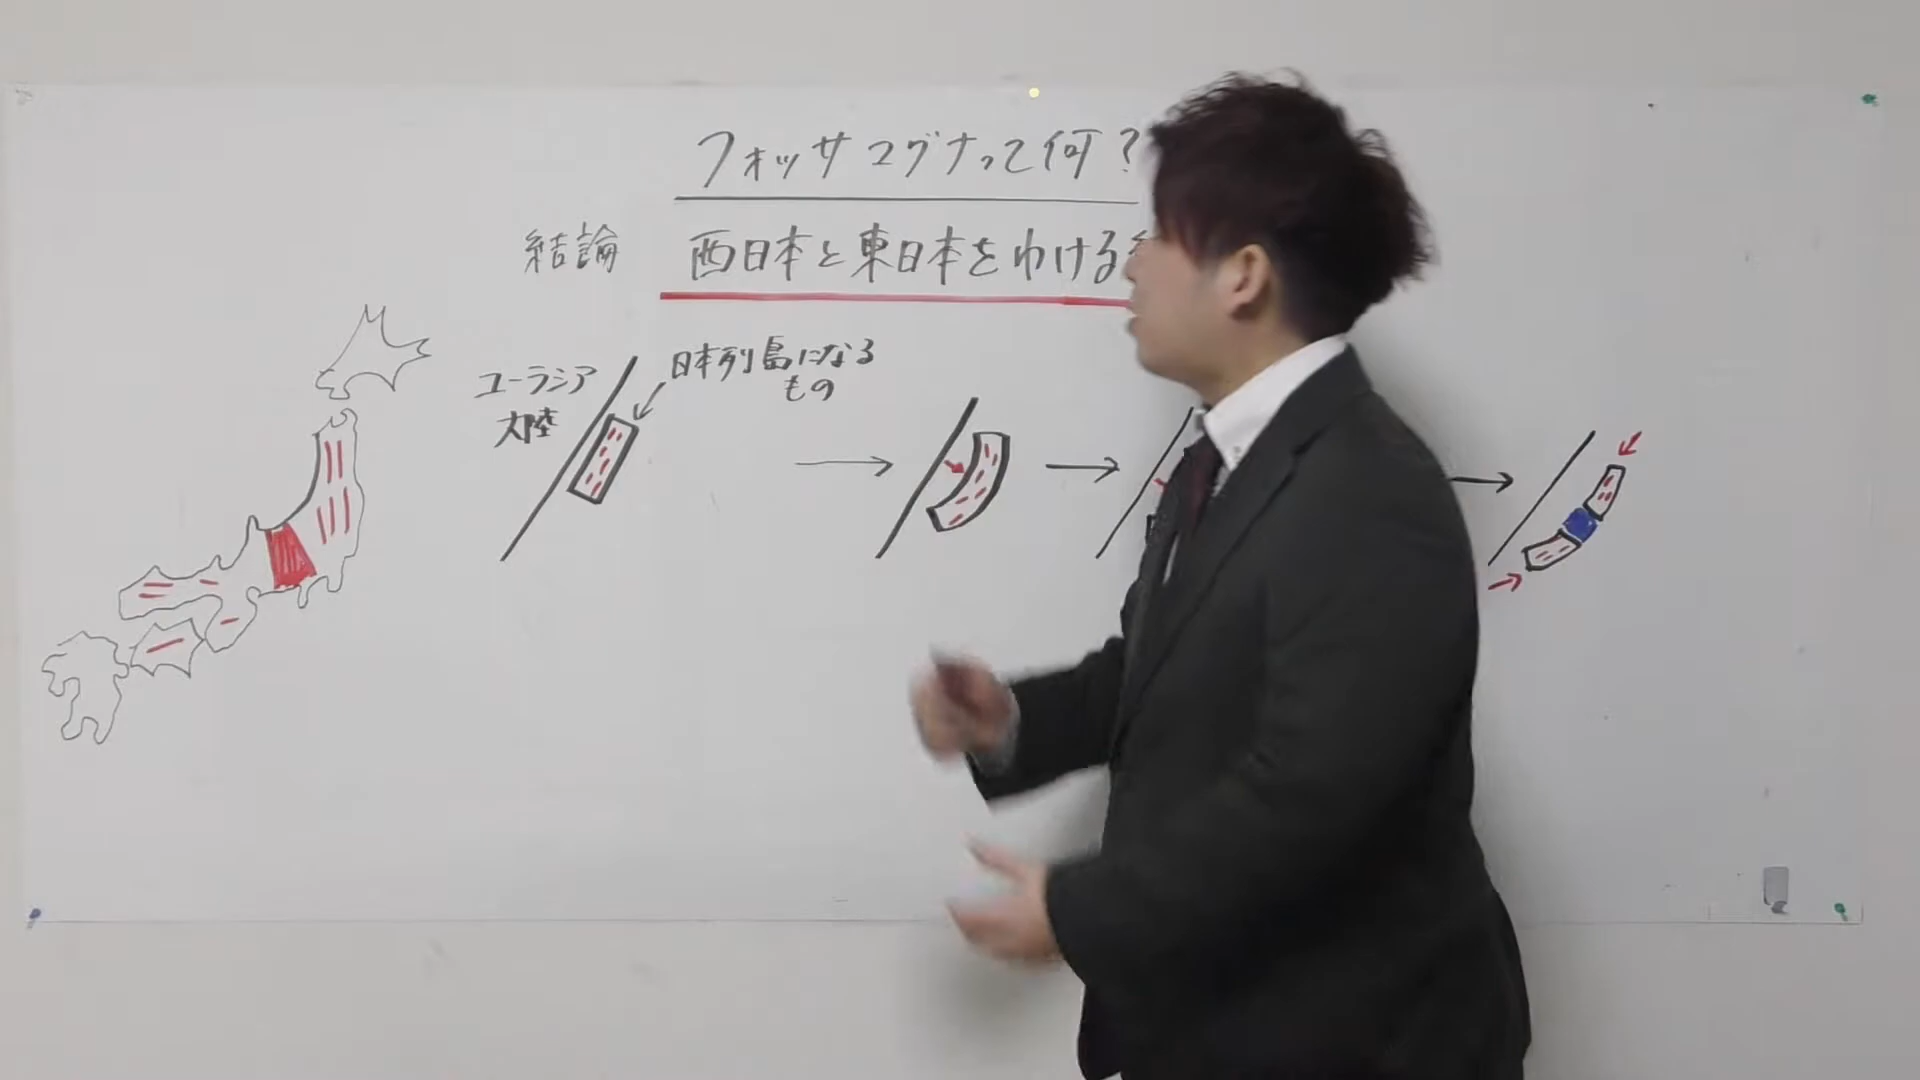 フォッサマグナって何?
結論 西日本と東日本をわける
ユーラシア
大陸
日本列島になる
もの